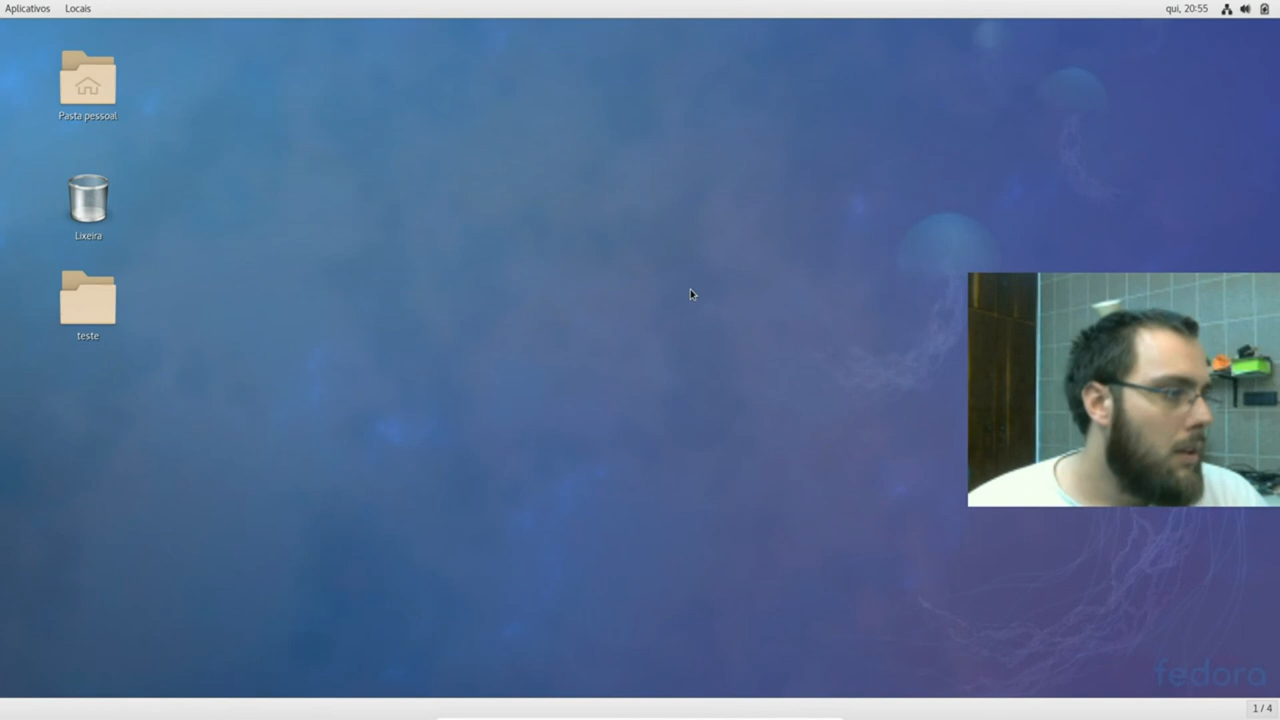 Aplicativos Locais qui, 20:55
Pasta pessoal
Lixeira
teste
fedora
1 / 4